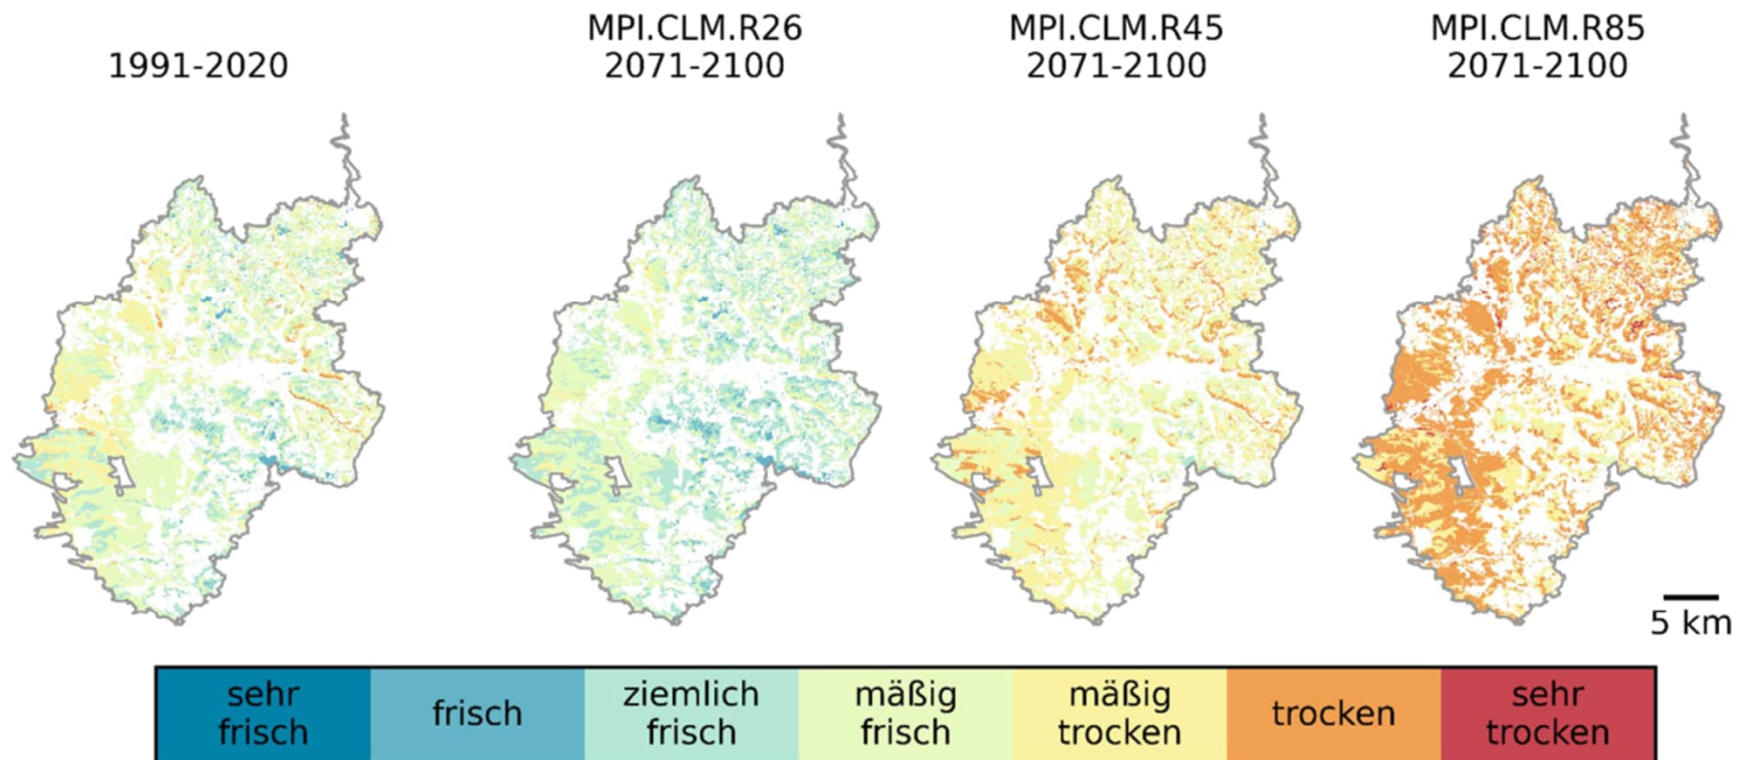 1991-2020
MPI.CLM.R26
2071-2100
MPI.CLM.R45
2071-2100
MPI.CLM.R85
2071-2100
5 km
sehr
frisch
frisch
ziemlich
frisch
mäßig
frisch
mäßig
trocken
trocken
sehr
trocken